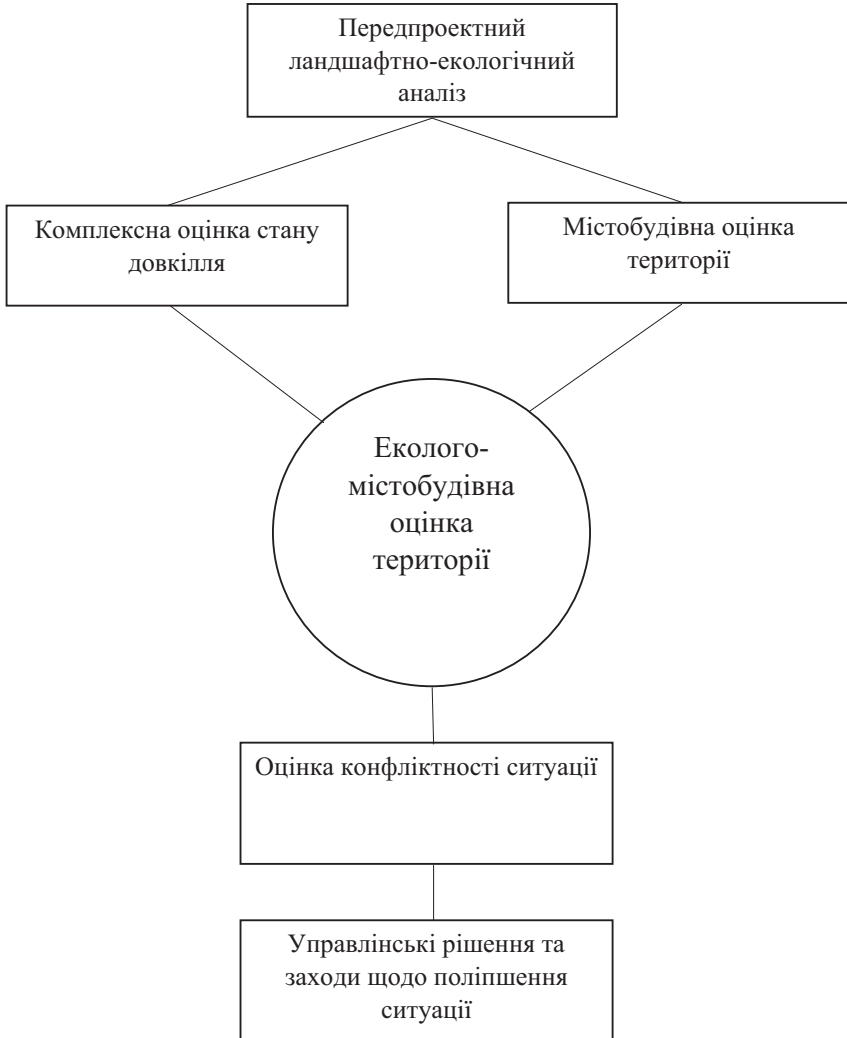 Передпроектний
ландшафтно-екологічний
аналіз
Комплексна оцінка стану
довкілля
Містобудівна оцінка
території
Еколого-
містобудівна
оцінка
території
Оцінка конфліктності ситуації
Управлінські рішення та
заходи щодо поліпшення
ситуації